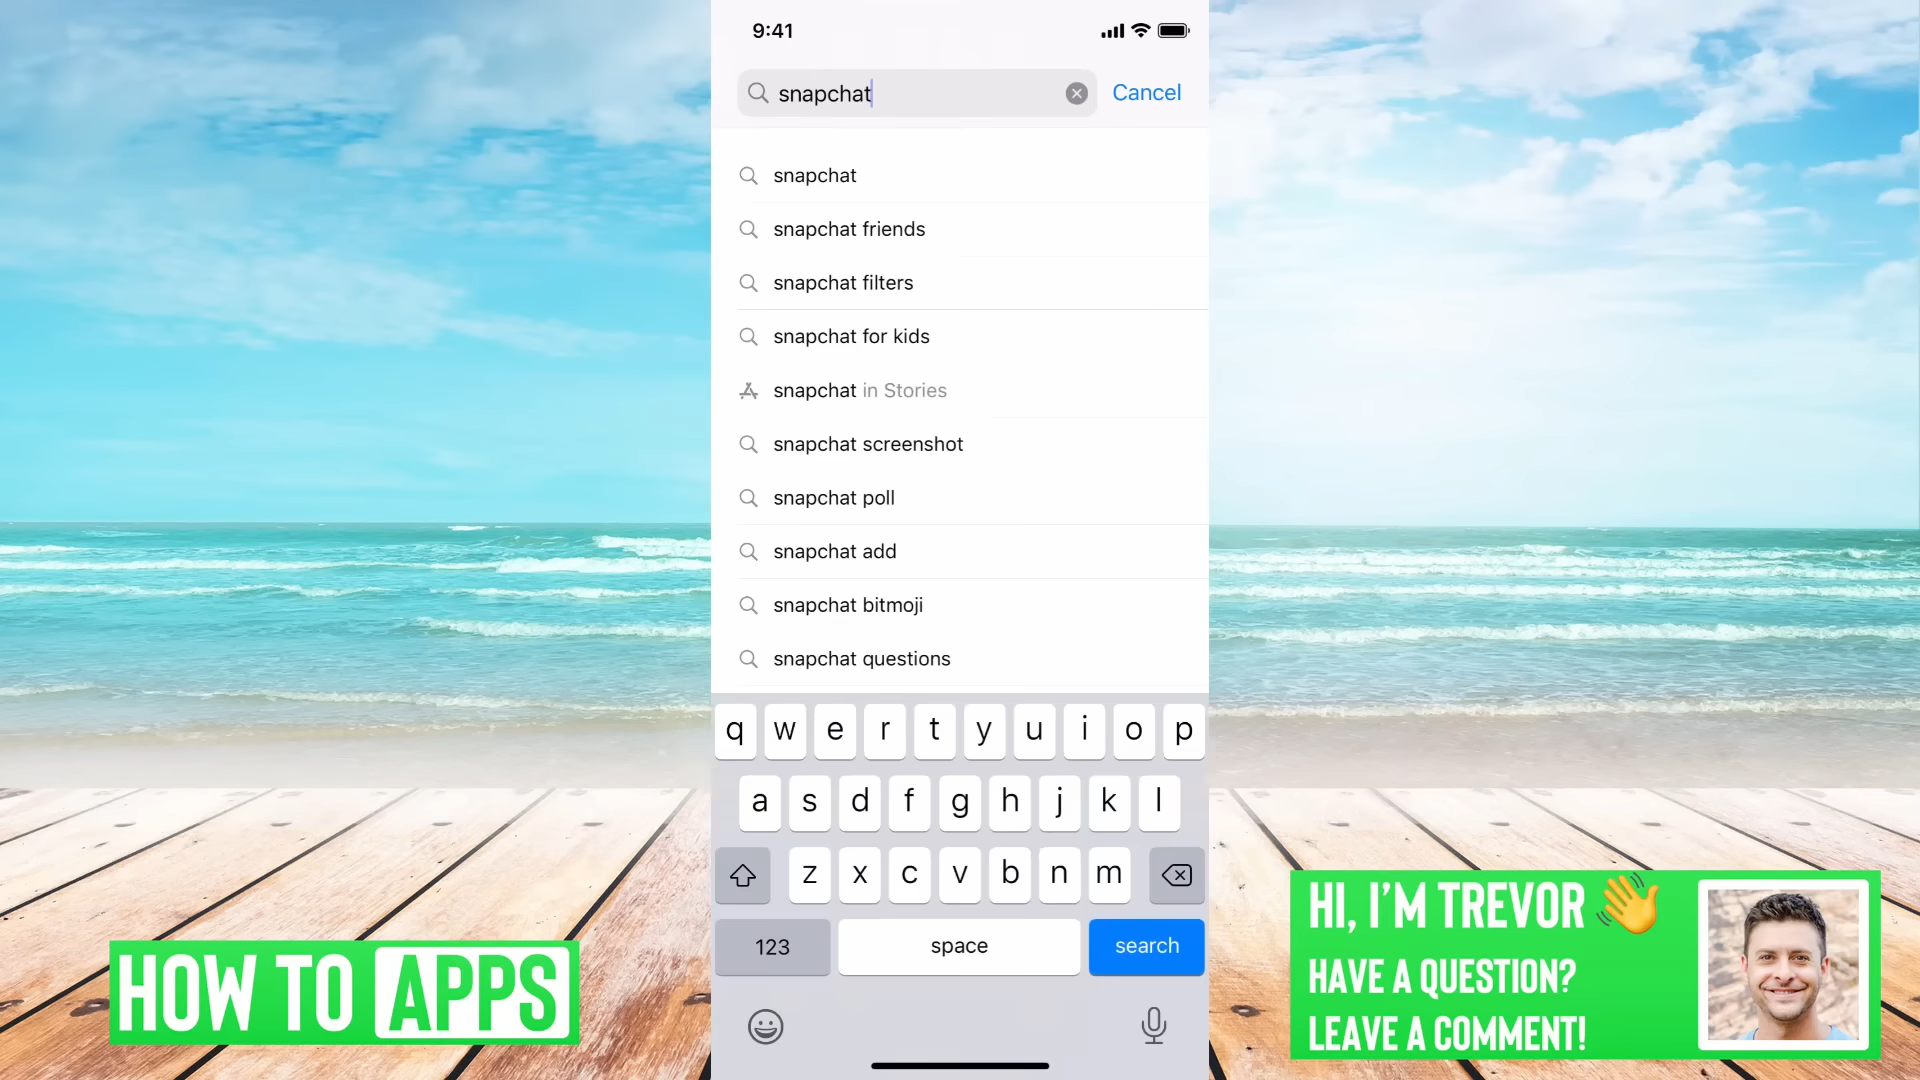 9:41
snapchat
Cancel
snapchat
snapchat friends
snapchat filters
snapchat for kids
snapchat in Stories
snapchat screenshot
snapchat poll
snapchat add
snapchat bitmoji
snapchat questions
q w e r t y u i o p
a s d f g h j k l
z x c v b n m
123 space search
HOW TO APPS
HI, I'M TREVOR
HAVE A QUESTION?
LEAVE A COMMENT!